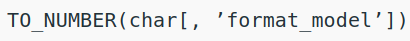 TO_NUMBER(char[, ’format_model’])